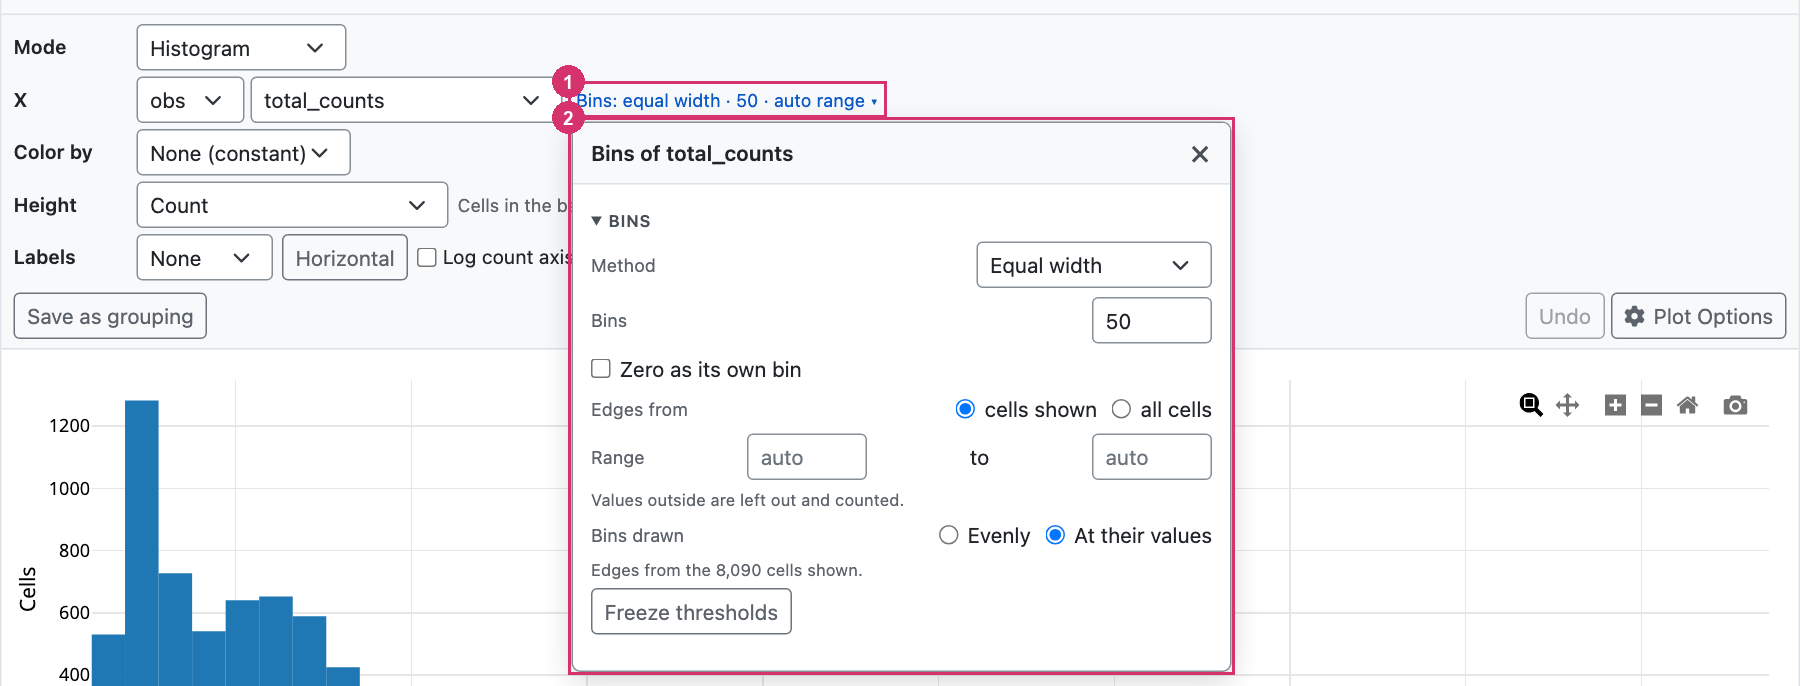 Mode Histogram
1
X obs total_counts Bins: equal width · 50 · auto range ▾
2
Color by None (constant)
Bins of total_counts
Height Count Cells in the b
▼ BINS
Labels None Horizontal Log count axis
Method Equal width
Save as grouping
Bins 50
Undo Plot Options
Zero as its own bin
Edges from cells shown all cells
Range auto to auto
Values outside are left out and counted.
Bins drawn Evenly At their values
Edges from the 8,090 cells shown.
Freeze thresholds
1200
1000
800
600
400
Cells